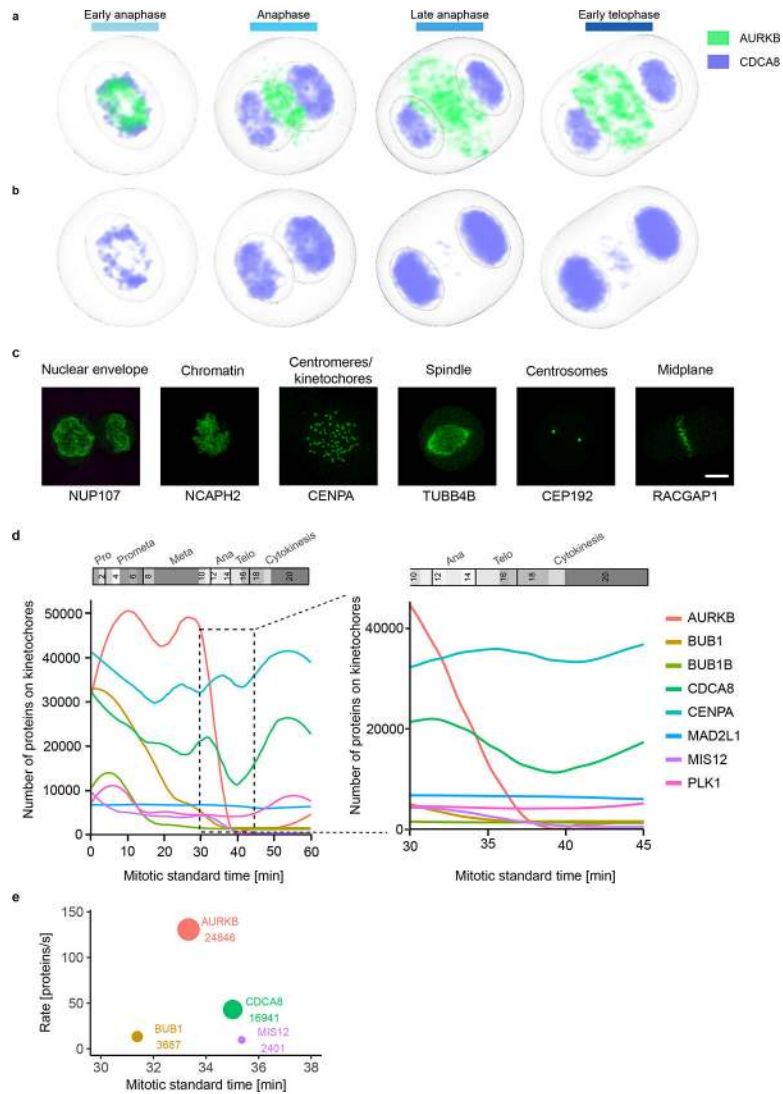 a
Early anaphase
Anaphase
Late anaphase
Early telophase
AURKB
CDCA8
b
c
Nuclear envelope
Chromatin
Centromeres/
kinetochores
Spindle
Centrosomes
Midplane
NUP107
NCAPH2
CENPA
TUBB4B
CEP192
RACGAP1
d
Pro Prometa Meta Ana Telo Cytokinesis
2 4 6 8 10 12 14 16 18 20
Number of proteins on kinetochores
50000
40000
30000
20000
10000
0
0 10 20 30 40 50 60
Mitotic standard time [min]
Ana Telo Cytokinesis
10 12 14 16 18 20
Number of proteins on kinetochores
40000
20000
0
30 35 40 45
Mitotic standard time [min]
AURKB
BUB1
BUB1B
CDCA8
CENPA
MAD2L1
MIS12
PLK1
e
Rate [proteins/s]
150
100
50
0
AURKB
24846
CDCA8
16941
BUB1
3687
MIS12
2401
30 32 34 36 38
Mitotic standard time [min]